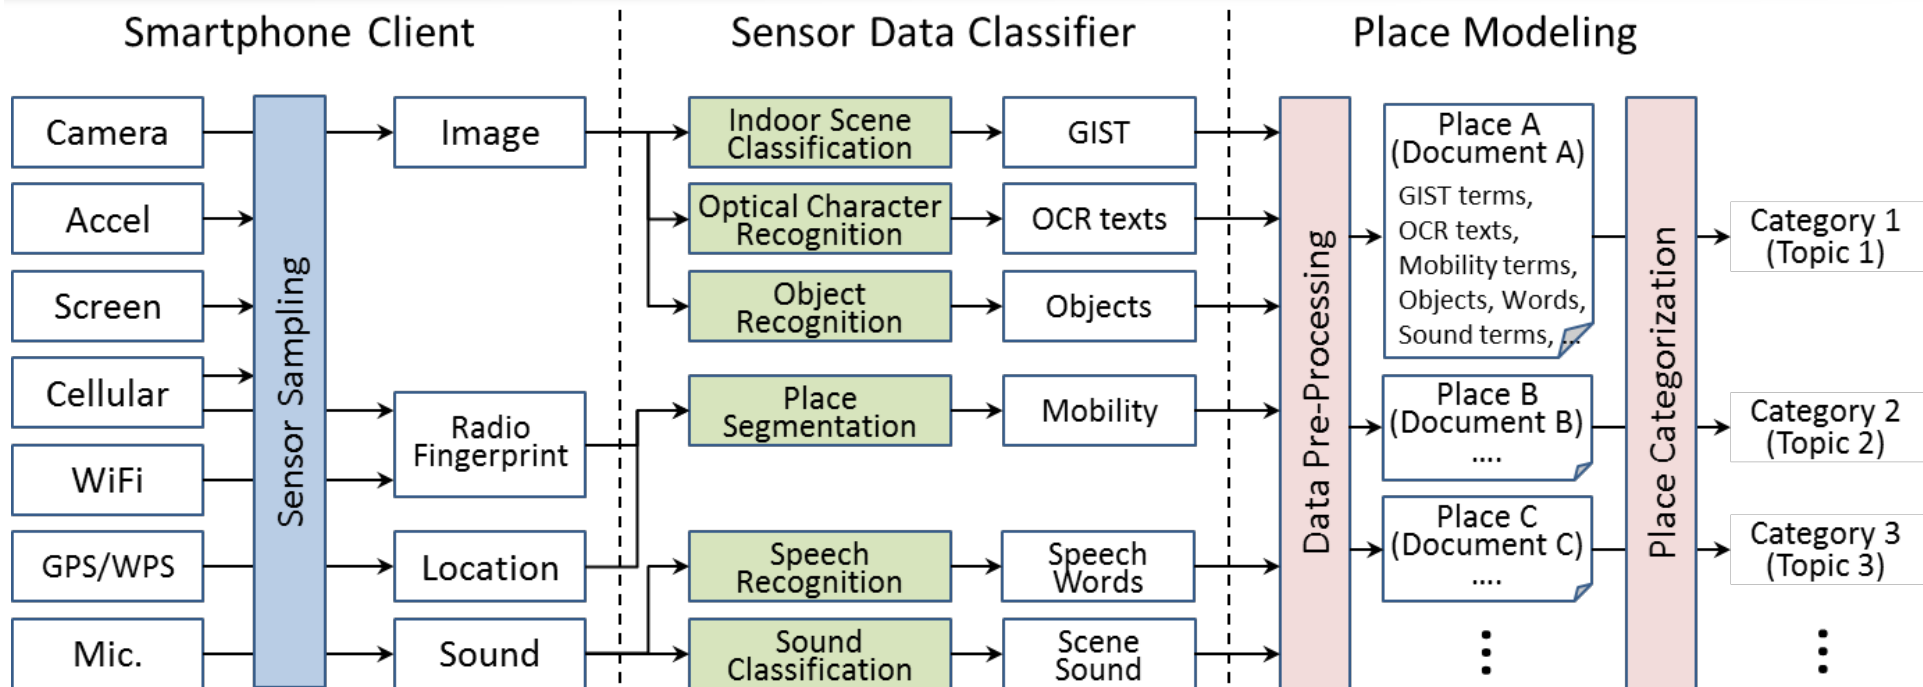 Smartphone Client
Sensor Data Classifier
Place Modeling
Camera
Accel
Screen
Cellular
WiFi
GPS/WPS
Mic.
Sensor Sampling
Image
Radio
Fingerprint
Location
Sound
Indoor Scene
Classification
Optical Character
Recognition
Object
Recognition
Place
Segmentation
Speech
Recognition
Sound
Classification
GIST
OCR texts
Objects
Mobility
Speech
Words
Scene
Sound
Data Pre-Processing
Place A
(Document A)
GIST terms,
OCR texts,
Mobility terms,
Objects, Words,
Sound terms, ...
Place B
(Document B)
....
Place C
(Document C)
....
Place Categorization
Category 1
(Topic 1)
Category 2
(Topic 2)
Category 3
(Topic 3)